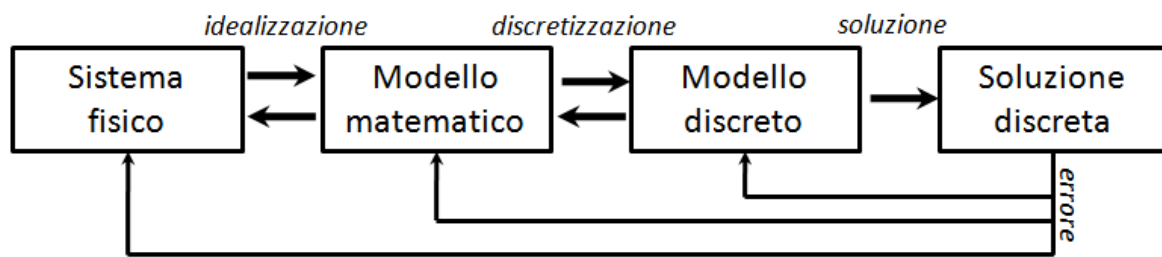 idealizzazione
discretizzazione
soluzione
Sistema
fisico
Modello
matematico
Modello
discreto
Soluzione
discreta
errore